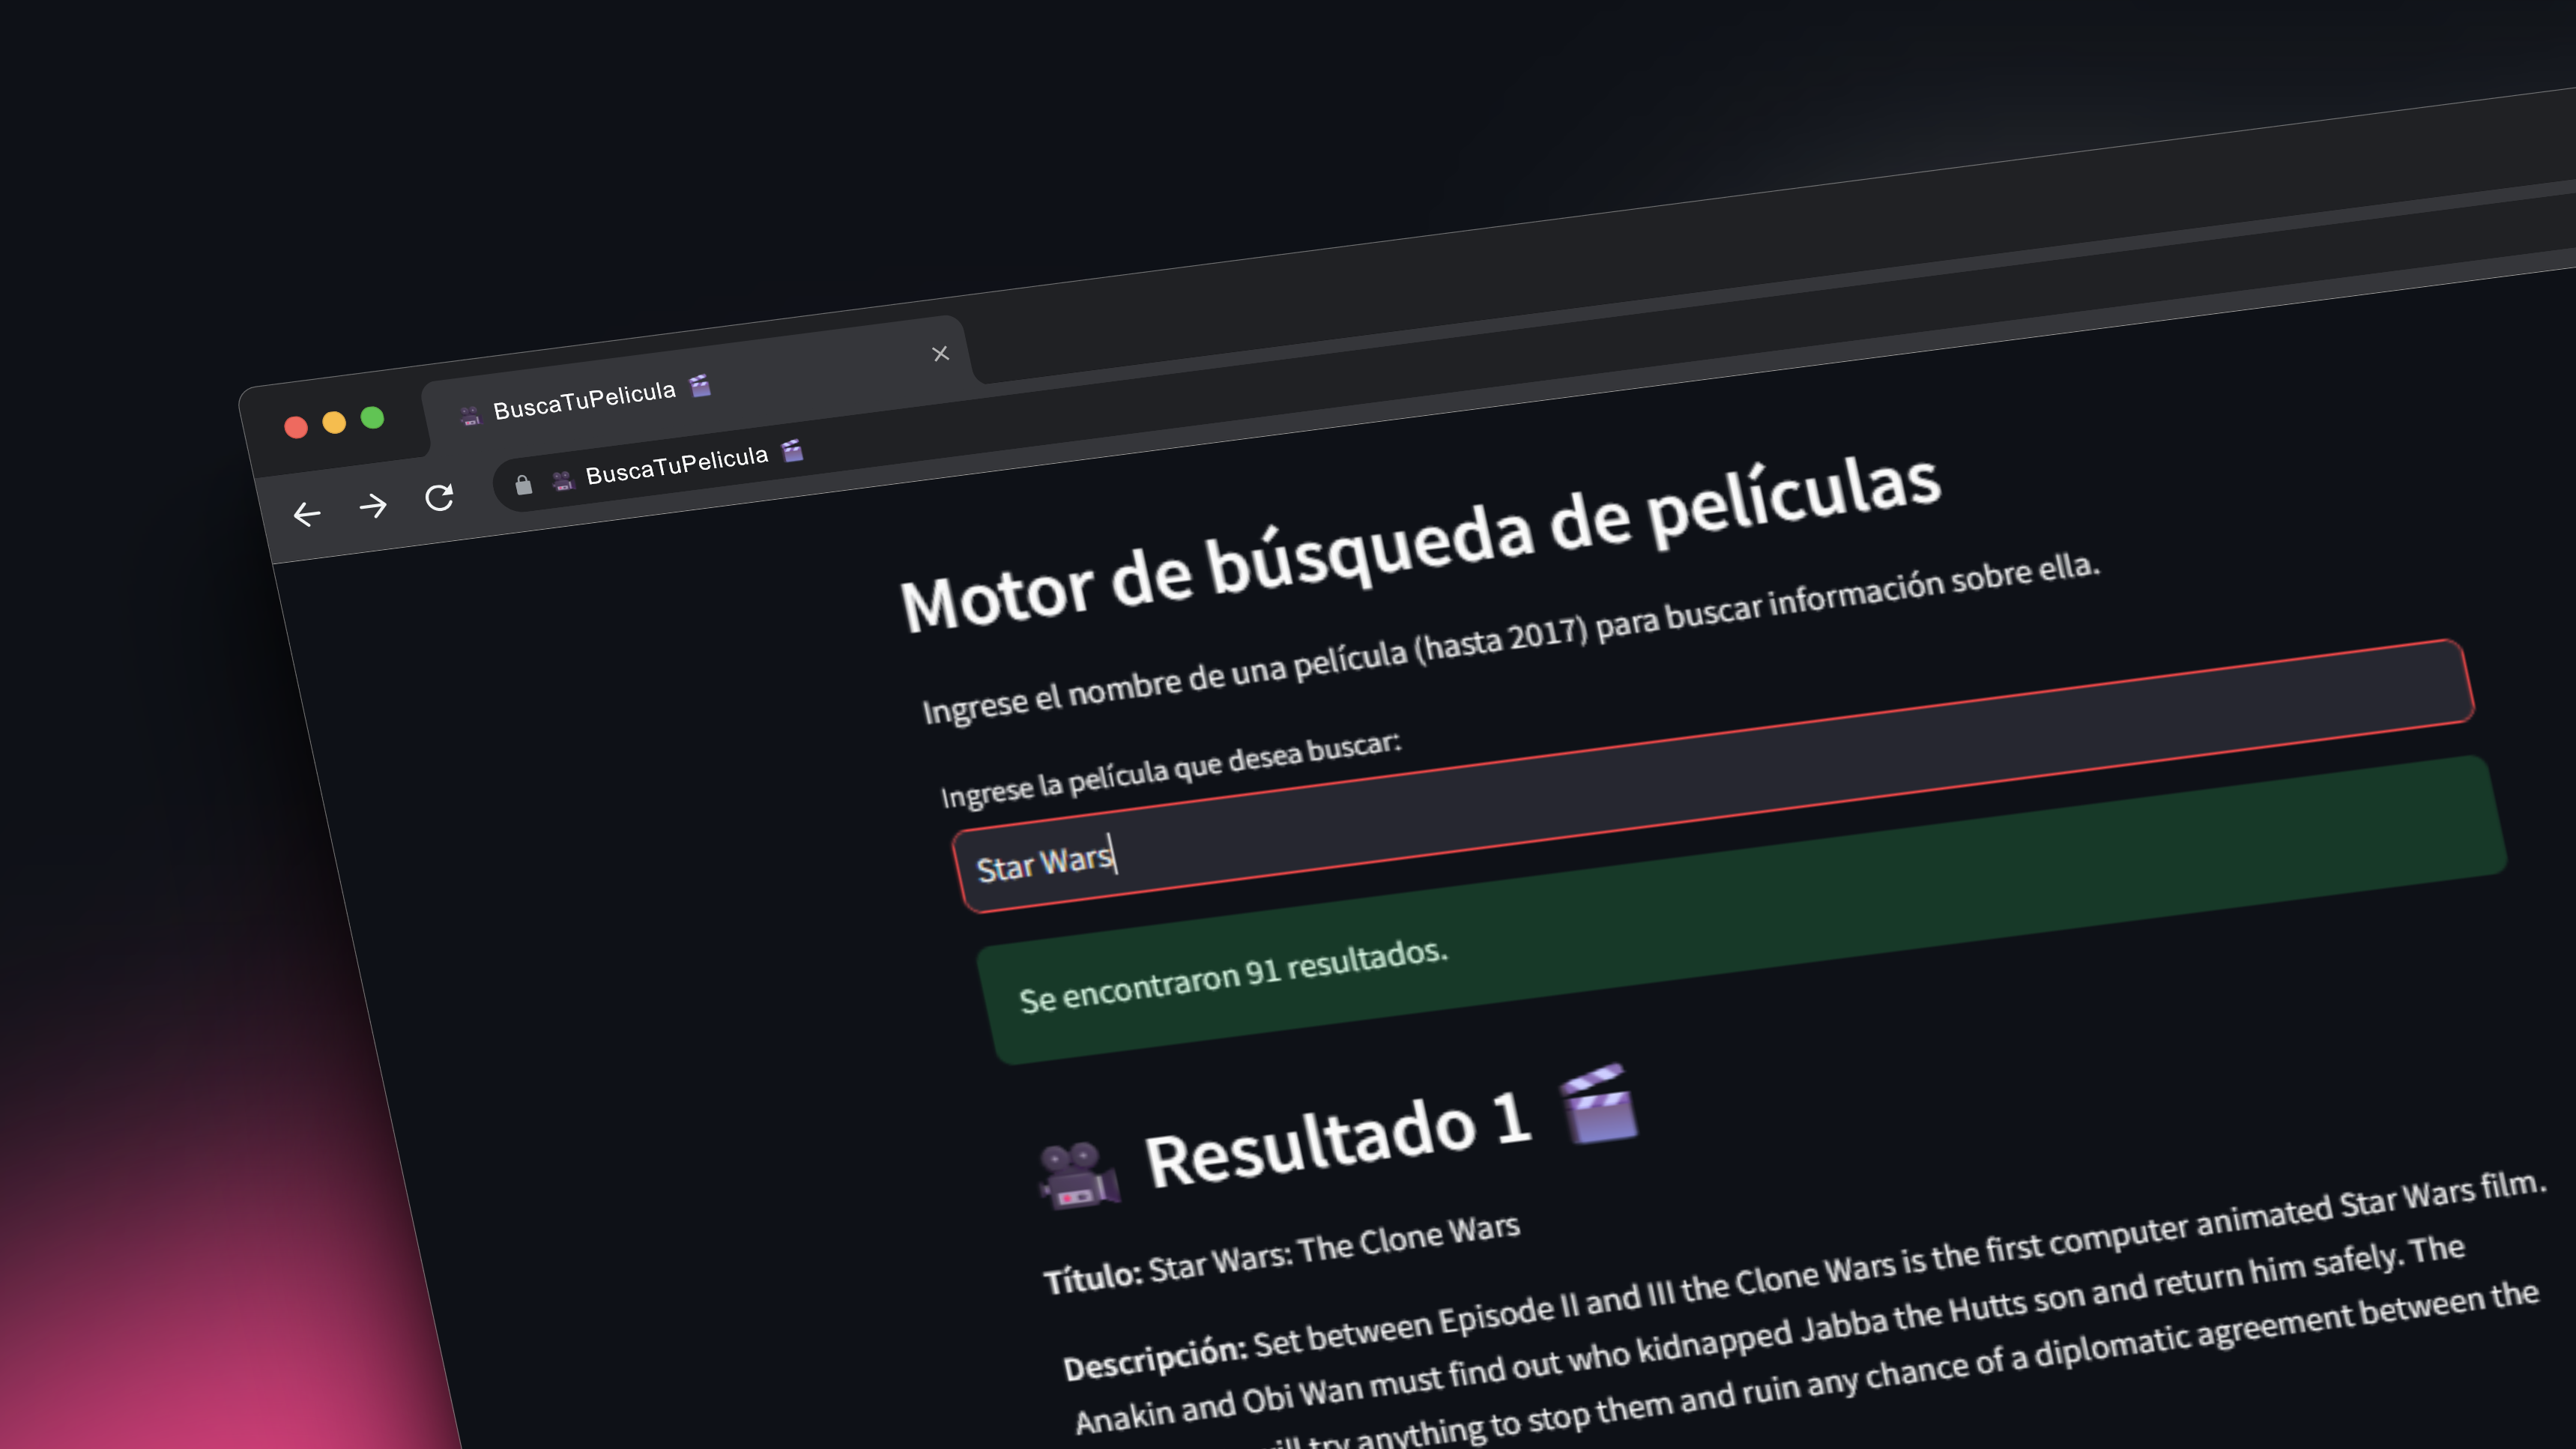 🎥 BuscaTuPelicula 🎬
🎥 BuscaTuPelicula 🎬
Motor de búsqueda de películas
Ingrese el nombre de una película (hasta 2017) para buscar información sobre ella.
Ingrese la película que desea buscar:
Star Wars
Se encontraron 91 resultados.
🎥 Resultado 1 🎬
Título: Star Wars: The Clone Wars
Descripción: Set between Episode II and III the Clone Wars is the first computer animated Star Wars film.
Anakin and Obi Wan must find out who kidnapped Jabba the Hutts son and return him safely. The
try anything to stop them and ruin any chance of a diplomatic agreement between the